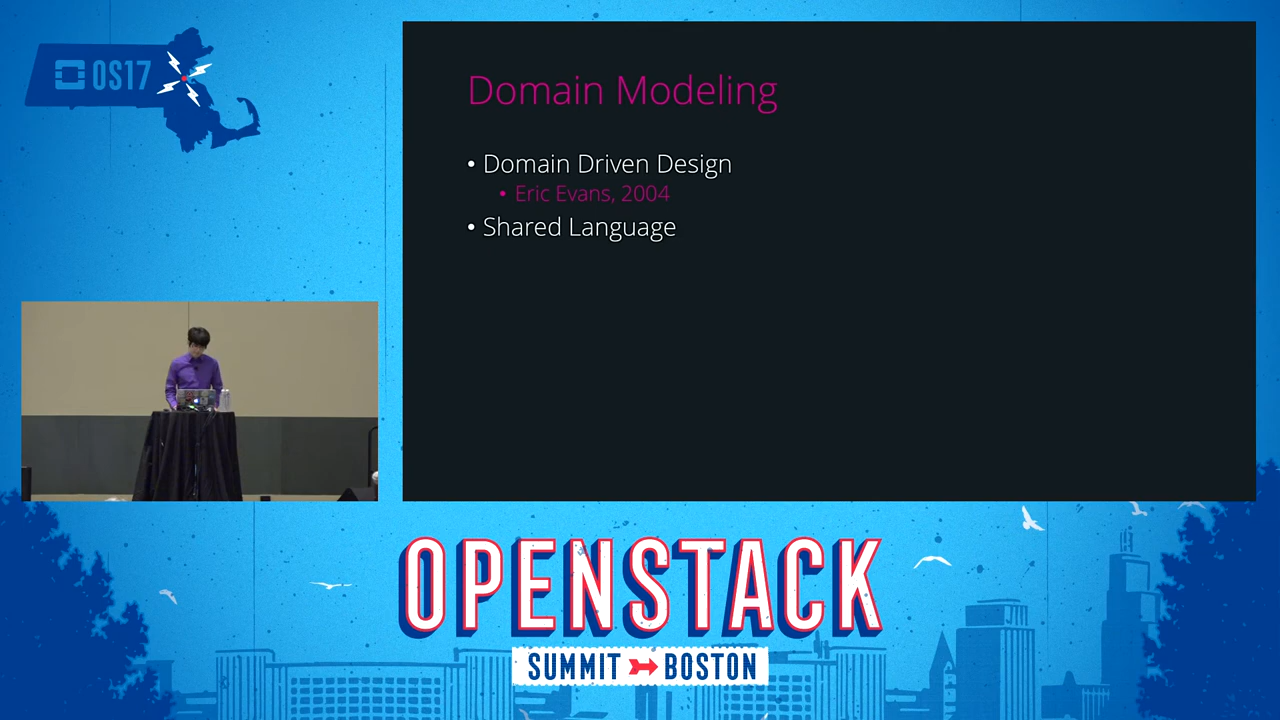 OS17
Domain Modeling
• Domain Driven Design
• Eric Evans, 2004
• Shared Language
OPENSTACK
SUMMIT BOSTON